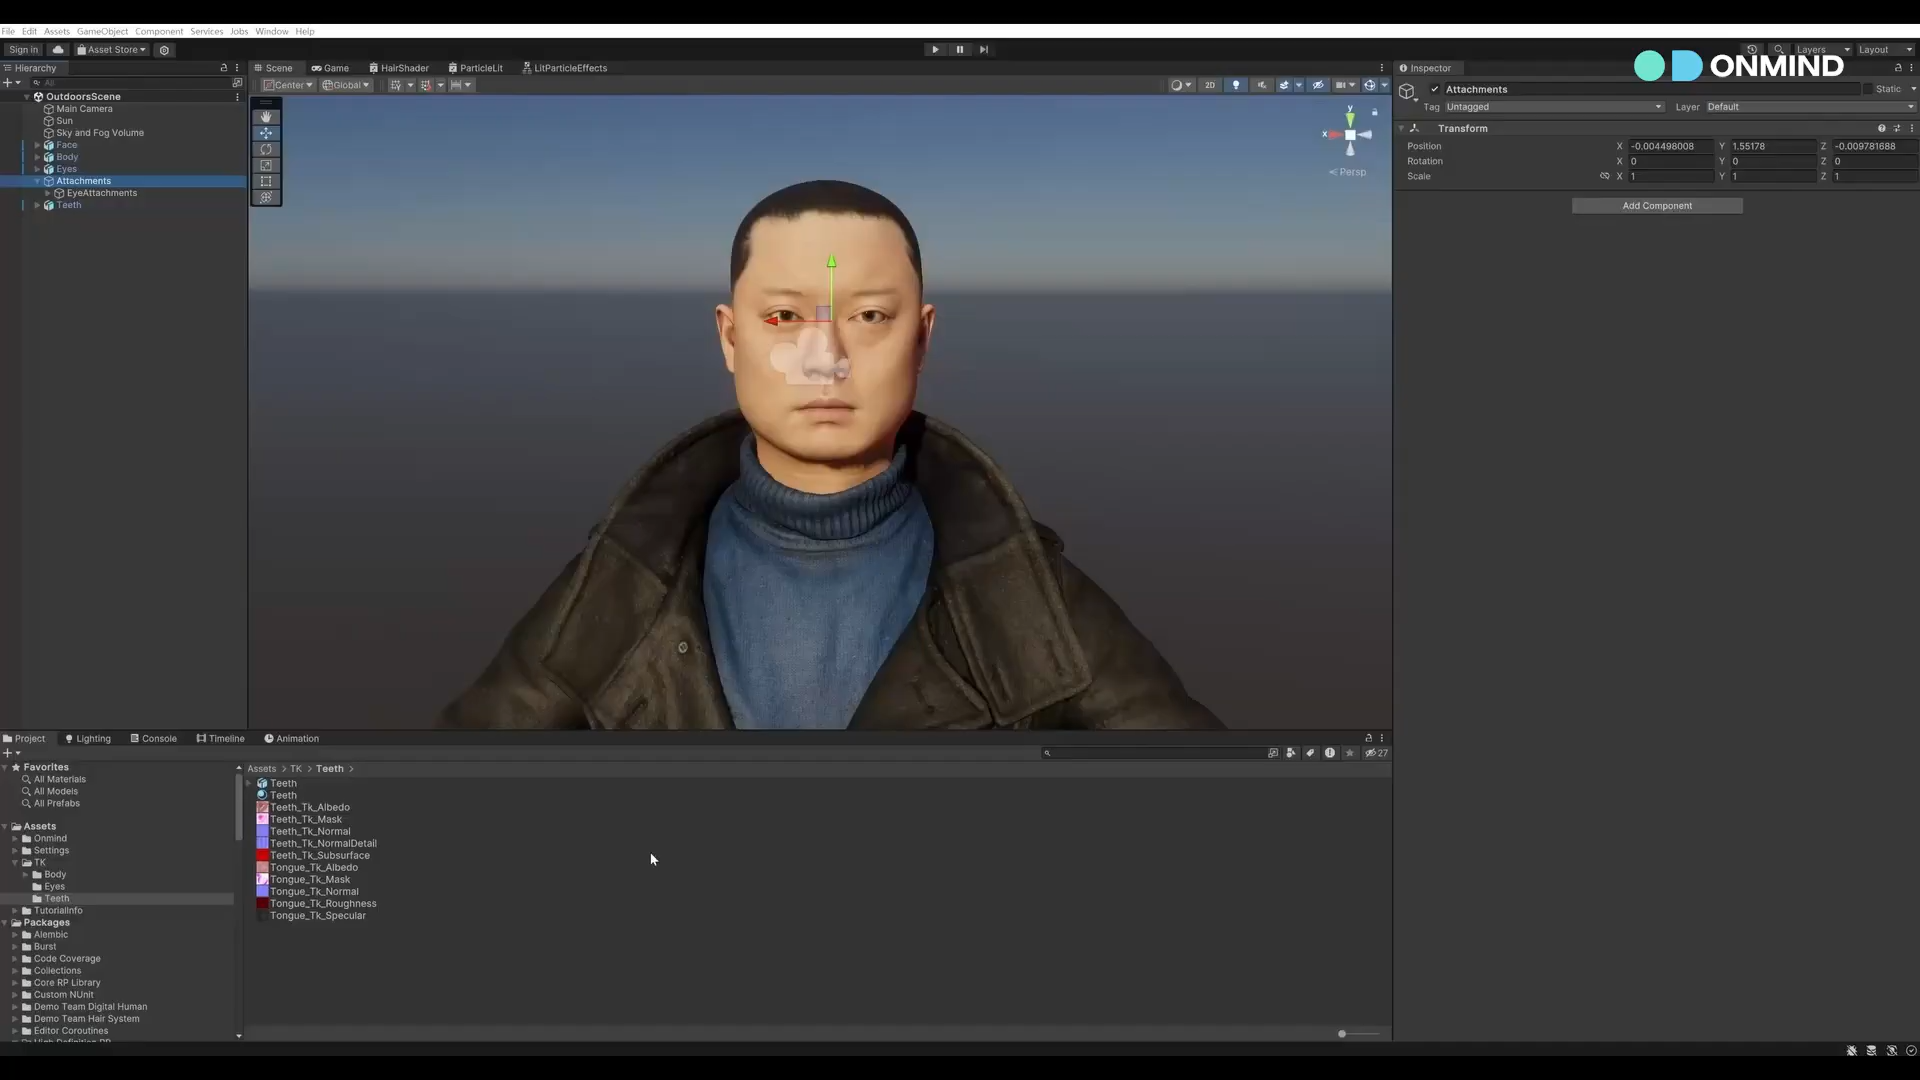 File Edit Assets GameObject Component Services Jobs Window Help
Sign in Asset Store Layers Layout
ONMIND
Hierarchy
All
OutdoorsScene
Main Camera
Sun
Sky and Fog Volume
Face
Body
Eyes
Attachments
EyeAttachments
Teeth
Scene Game HairShader ParticleLit LitParticleEffects
Center Global 2D
y
x
< Persp
Inspector
Attachments Static
Tag Untagged Layer Default
Transform
Position X -0.004498008 Y 1.55178 Z -0.009781688
Rotation X 0 Y 0 Z 0
Scale X 1 Y 1 Z 1
Add Component
Project Lighting Console Timeline Animation
27
Favorites
All Materials
All Models
All Prefabs
Assets
Onmind
Settings
TK
Body
Eyes
Teeth
TutorialInfo
Packages
Alembic
Burst
Code Coverage
Collections
Core RP Library
Custom NUnit
Demo Team Digital Human
Demo Team Hair System
Editor Coroutines
Assets > TK > Teeth >
Teeth
Teeth
Teeth_Tk_Albedo
Teeth_Tk_Mask
Teeth_Tk_Normal
Teeth_Tk_NormalDetail
Teeth_Tk_Subsurface
Tongue_Tk_Albedo
Tongue_Tk_Mask
Tongue_Tk_Normal
Tongue_Tk_Roughness
Tongue_Tk_Specular